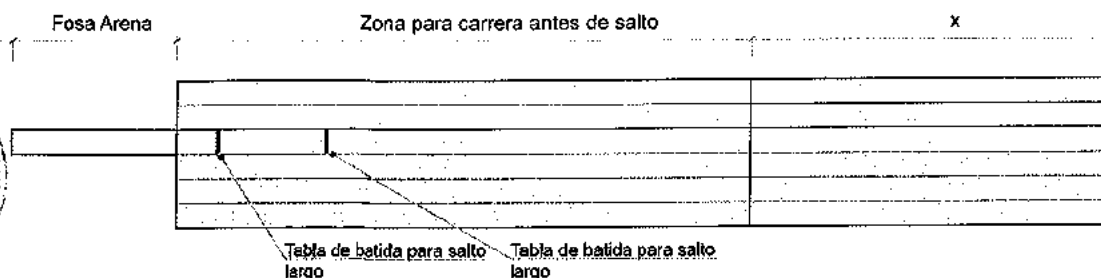 Fosa Arena
Zona para carrera antes de salto
x
Tabla de batida para salto
largo
Tabla de batida para salto
largo